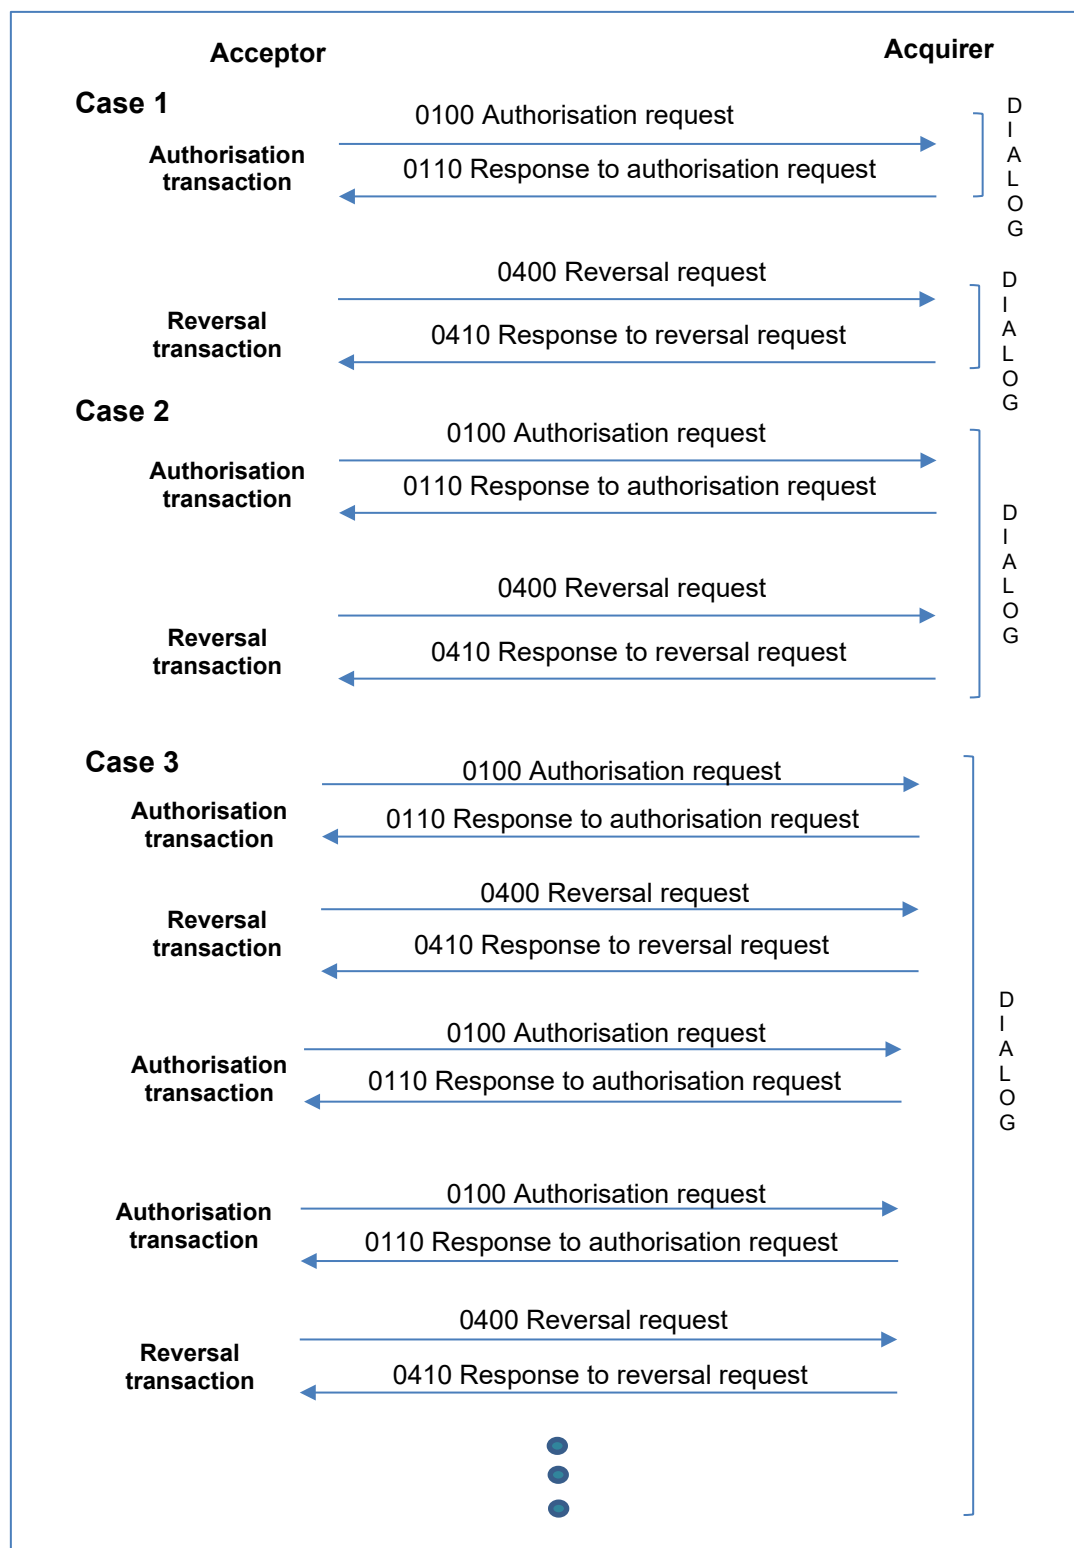 Acceptor
Acquirer
Case 1
0100 Authorisation request
Authorisation
transaction
0110 Response to authorisation request
D
I
A
L
O
G
0400 Reversal request
Reversal
transaction
0410 Response to reversal request
D
I
A
L
O
G
Case 2
0100 Authorisation request
Authorisation
transaction
0110 Response to authorisation request
0400 Reversal request
Reversal
transaction
0410 Response to reversal request
D
I
A
L
O
G
Case 3
0100 Authorisation request
Authorisation
transaction
0110 Response to authorisation request
0400 Reversal request
Reversal
transaction
0410 Response to reversal request
0100 Authorisation request
Authorisation
transaction
0110 Response to authorisation request
D
I
A
L
O
G
0100 Authorisation request
Authorisation
transaction
0110 Response to authorisation request
0400 Reversal request
Reversal
transaction
0410 Response to reversal request